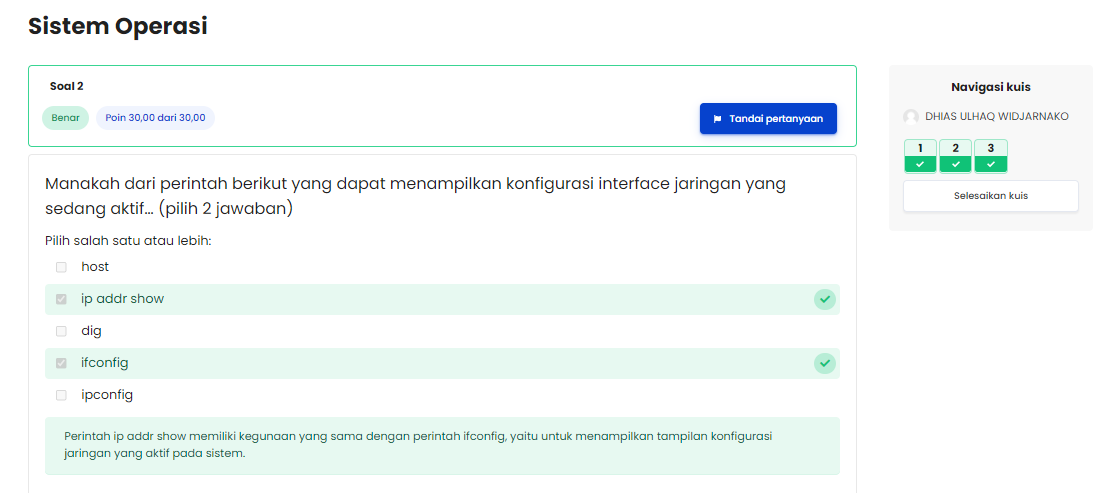 Sistem Operasi
Soal 2
Benar
Poin 30,00 dari 30,00
Tandai pertanyaan
Manakah dari perintah berikut yang dapat menampilkan konfigurasi interface jaringan yang
sedang aktif... (pilih 2 jawaban)
Pilih salah satu atau lebih:
host
ip addr show
dig
ifconfig
ipconfig
Perintah ip addr show memiliki kegunaan yang sama dengan perintah ifconfig, yaitu untuk menampilkan tampilan konfigurasi
jaringan yang aktif pada sistem.
Navigasi kuis
DHIAS ULHAQ WIDJARNAKO
1 2 3
Selesaikan kuis